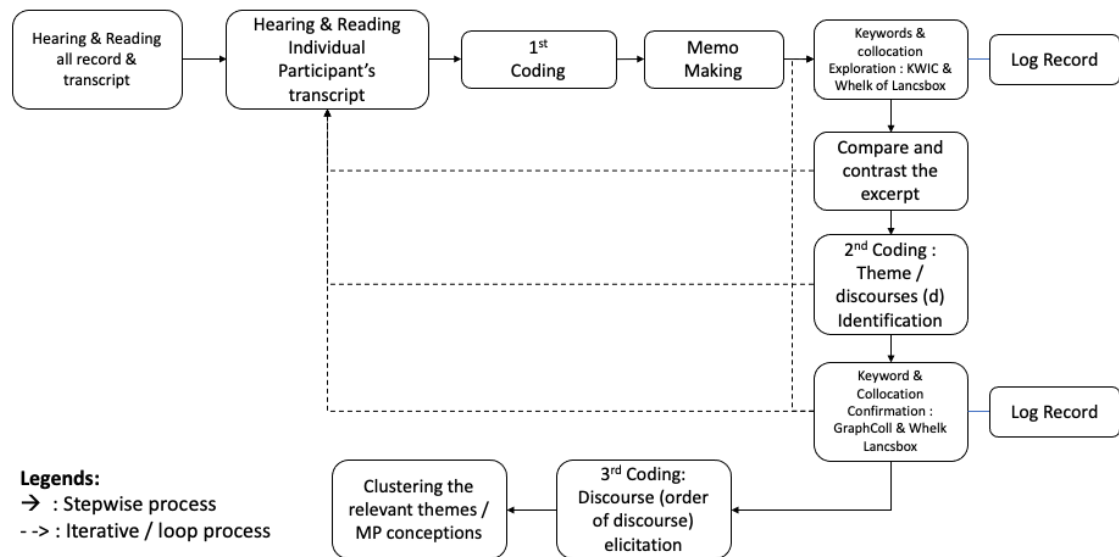 Hearing & Reading
all record &
transcript
Hearing & Reading
Individual
Participant's
transcript
1st
Coding
Memo
Making
Keywords &
collocation
Exploration : KWIC &
Whelk of Lancsbox
Log Record
Compare and
contrast the
excerpt
2nd Coding :
Theme /
discourses (d)
Identification
Keyword &
Collocation
Confirmation :
GraphColl & Whelk
Lancsbox
Log Record
3rd Coding:
Discourse (order
of discourse)
elicitation
Clustering the
relevant themes /
MP conceptions
Legends:
→ : Stepwise process
- -> : Iterative / loop process